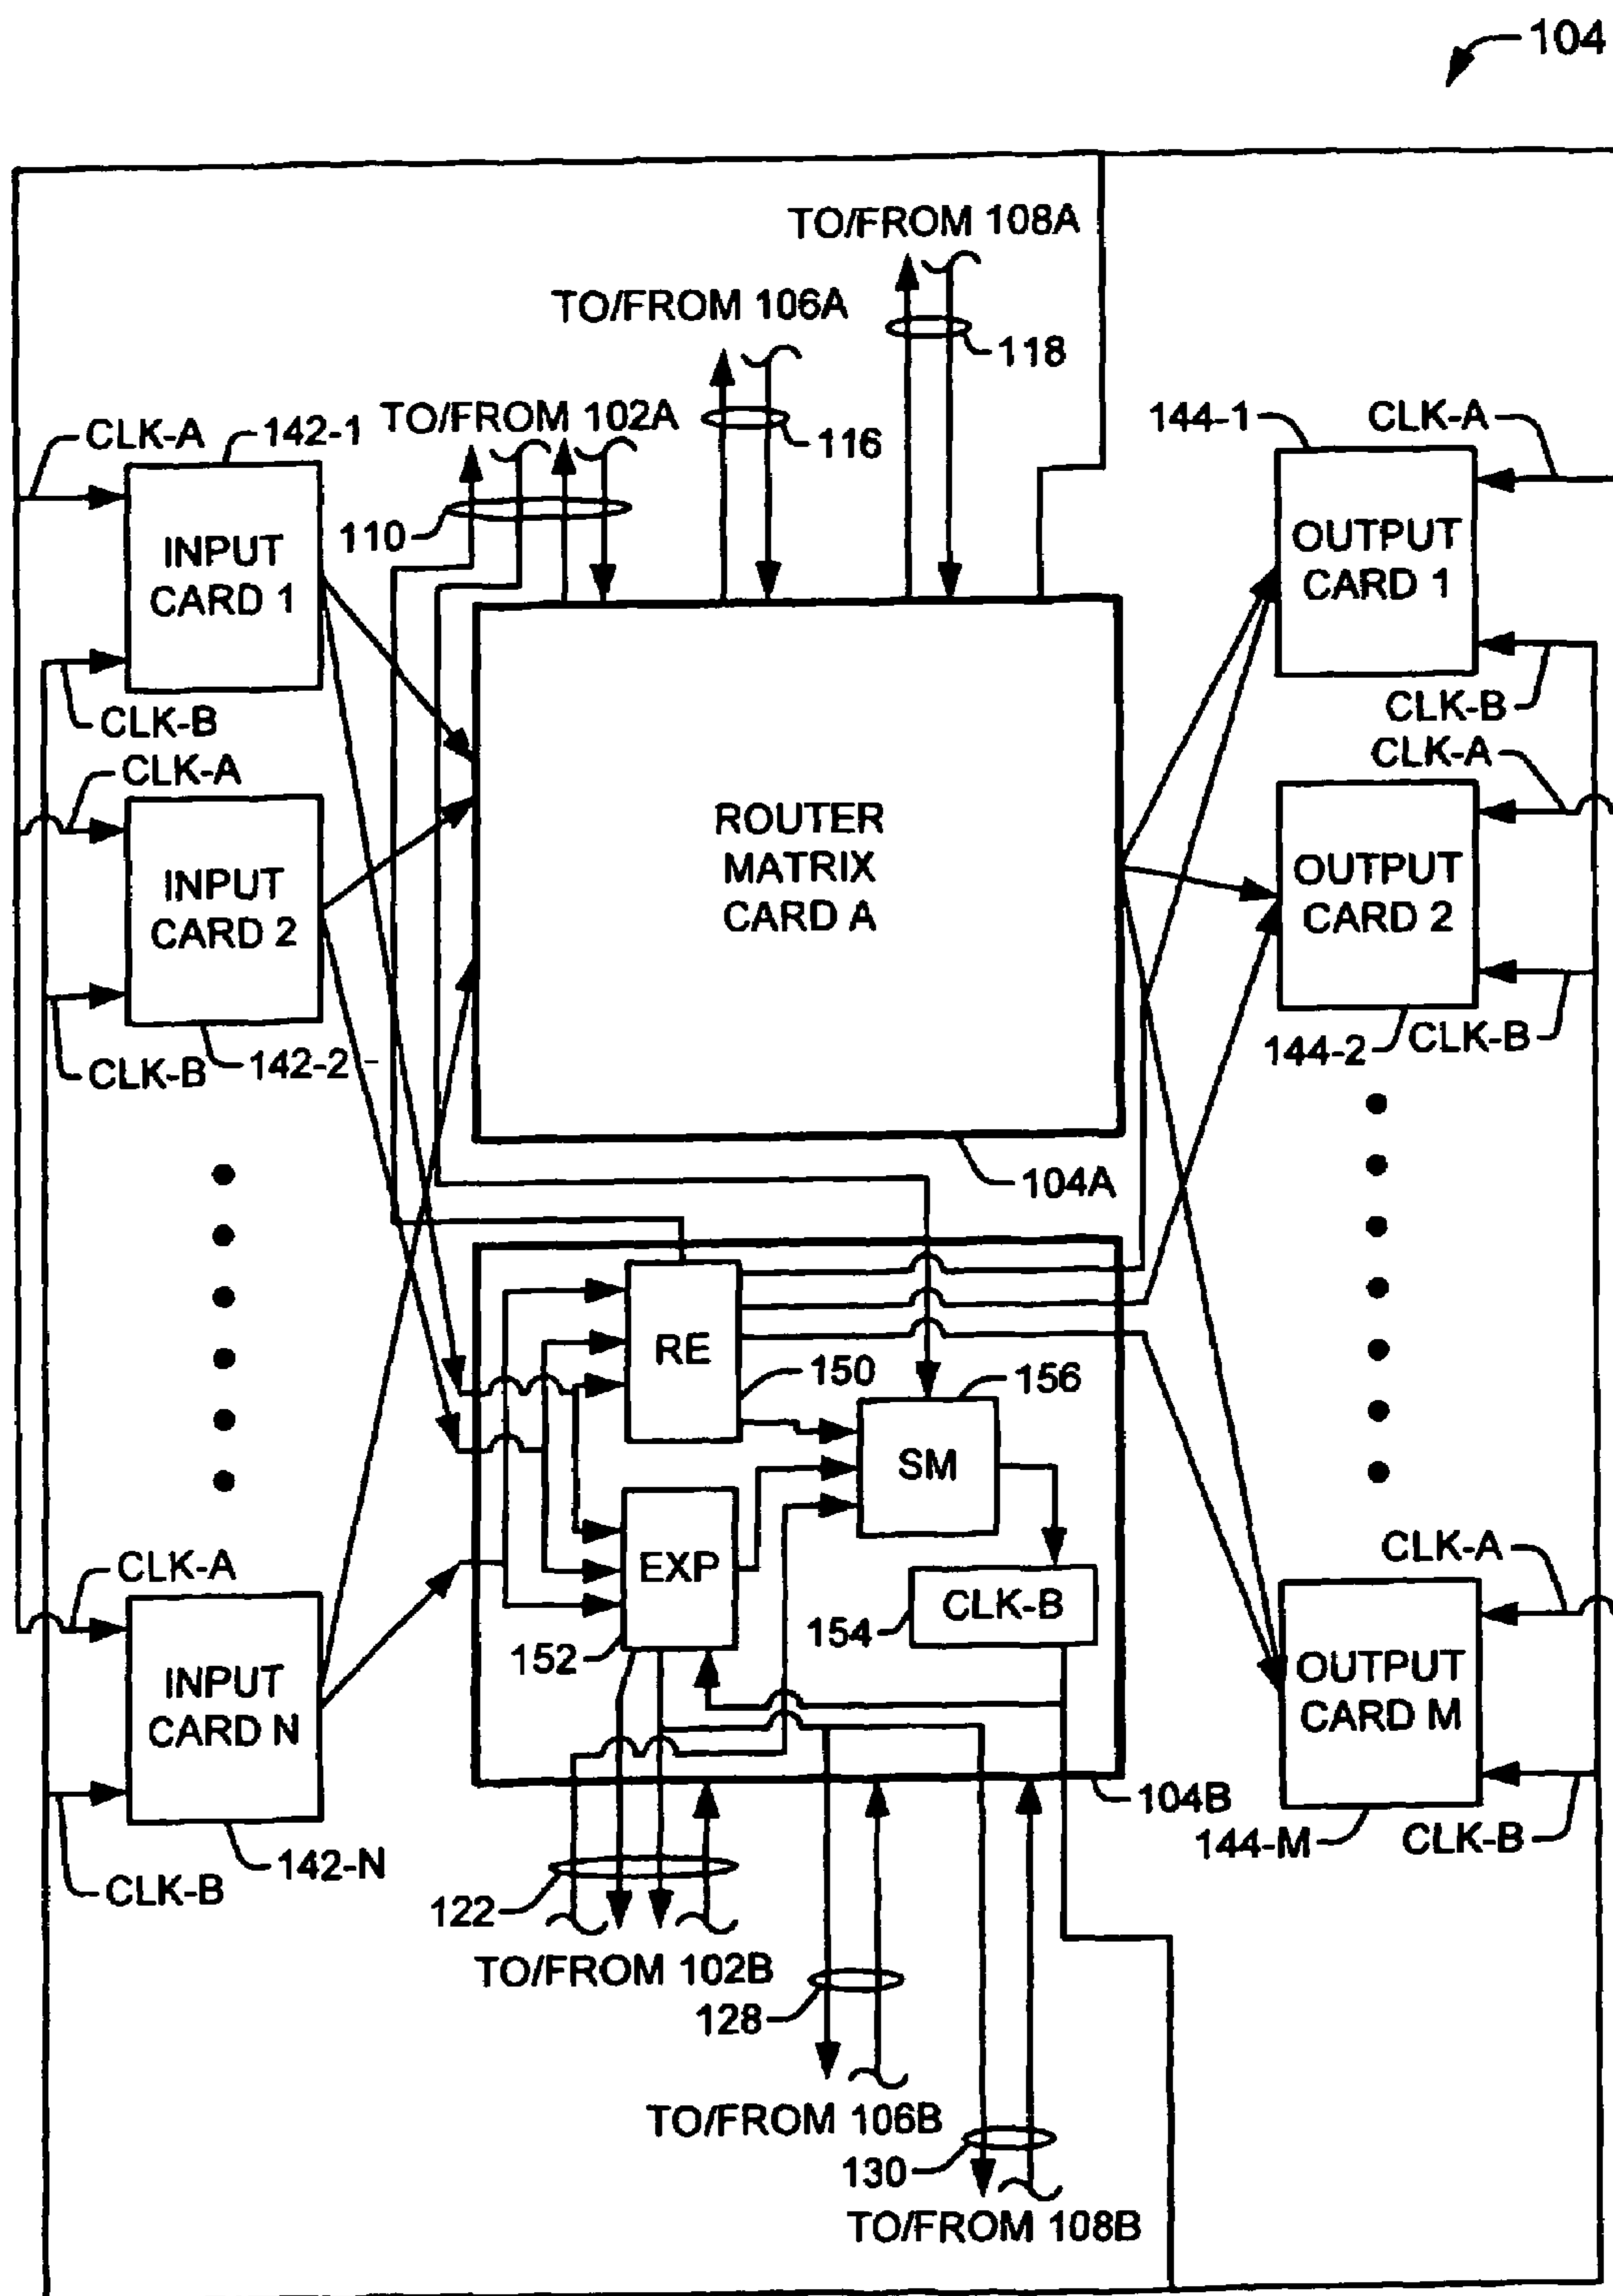 104
TO/FROM 108A
TO/FROM 106A
118
TO/FROM 102A
116
CLK-A
142-1
144-1
CLK-A
110
INPUT
CARD 1
OUTPUT
CARD 1
CLK-B
CLK-B
CLK-A
CLK-A
ROUTER
MATRIX
CARD A
INPUT
CARD 2
OUTPUT
CARD 2
CLK-B
142-2
144-2
CLK-B
104A
RE
150
156
SM
EXP
CLK-B
152
154
CLK-A
CLK-A
INPUT
CARD N
OUTPUT
CARD M
104B
144-M
CLK-B
142-N
CLK-B
122
TO/FROM 102B
128
TO/FROM 106B
130
TO/FROM 108B